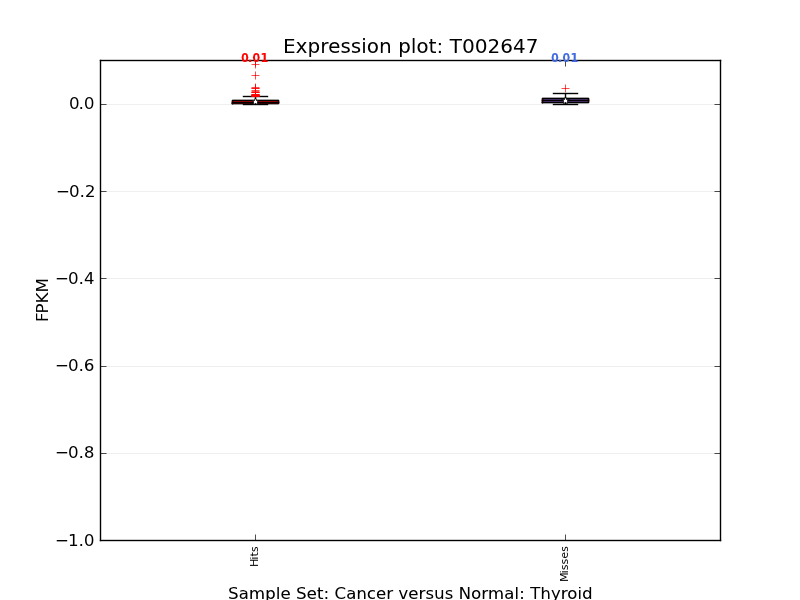 Expression plot: T002647
0.01
0.01
0.0
−0.2
−0.4
−0.6
−0.8
−1.0
FPKM
Hits
Misses
Sample Set: Cancer versus Normal: Thyroid